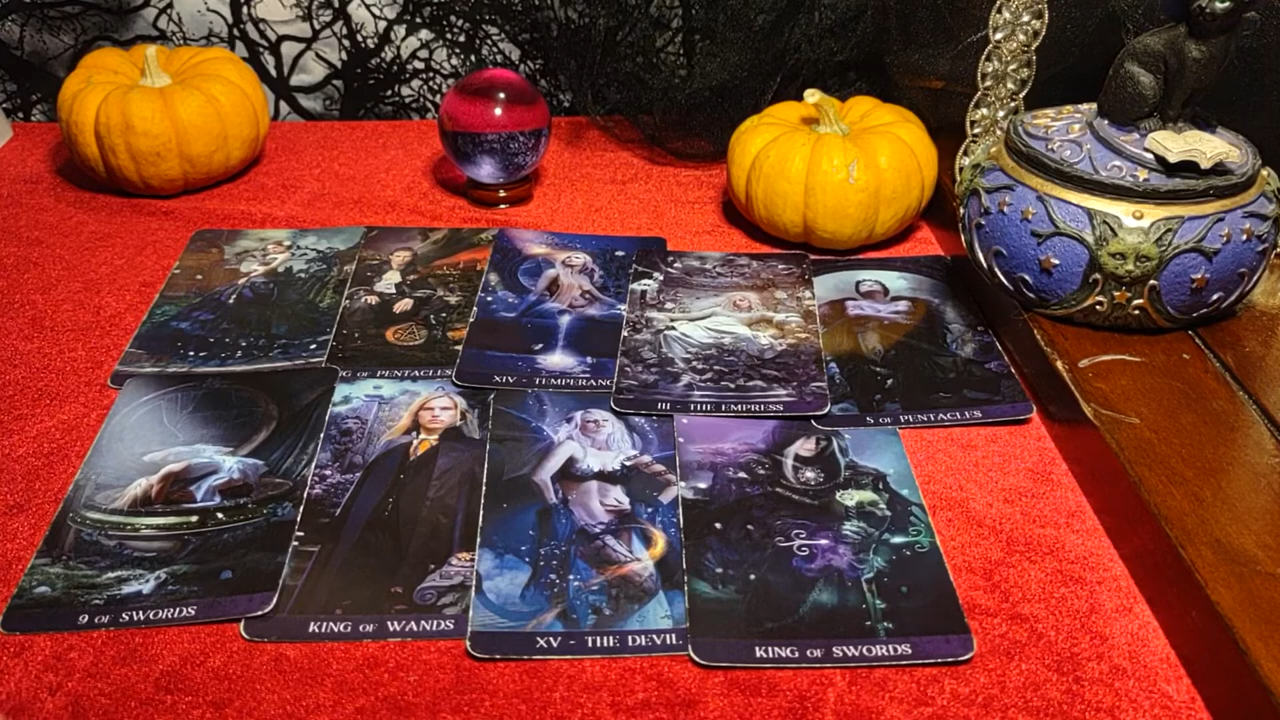 G OF PENTACLES
XIV - TEMPERANC
III - THE EMPRESS
5 OF PENTACLES
9 OF SWORDS
KING OF WANDS
XV - THE DEVIL
KING OF SWORDS